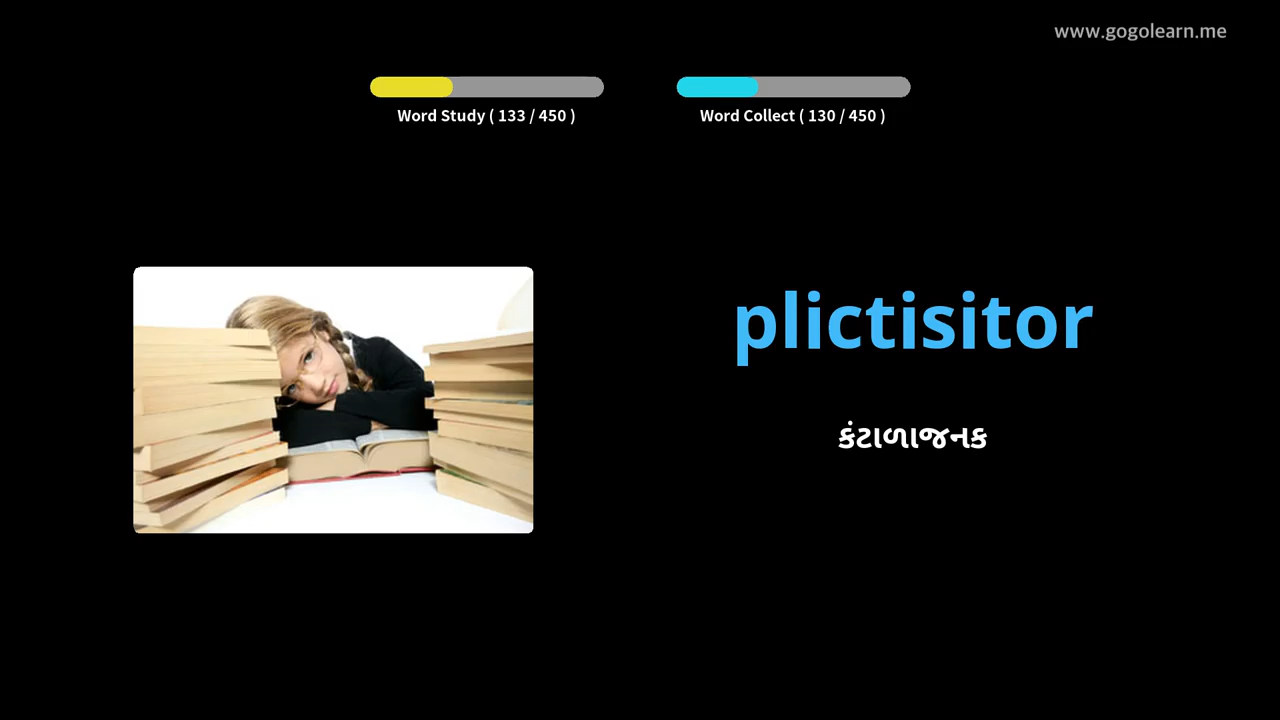 www.gogolearn.me
Word Study ( 133 / 450 )
Word Collect ( 130 / 450 )
plictisitor
કંટાળાજનક